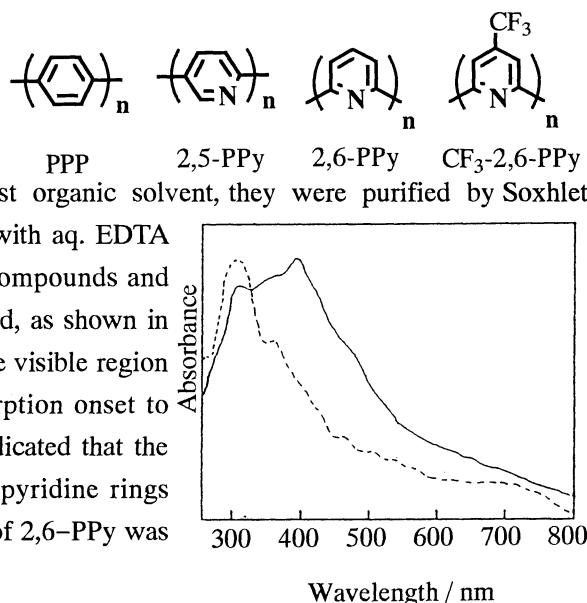 CF3
N n
N n
N n
n
PPP 2,5-PPy 2,6-PPy CF3-2,6-PPy
st organic solvent, they were purified by Soxhlet
with aq. EDTA
ompounds and
d, as shown in
e visible region
rption onset to
dicated that the
pyridine rings
of 2,6–PPy was
Absorbance
300 400 500 600 700 800
Wavelength / nm